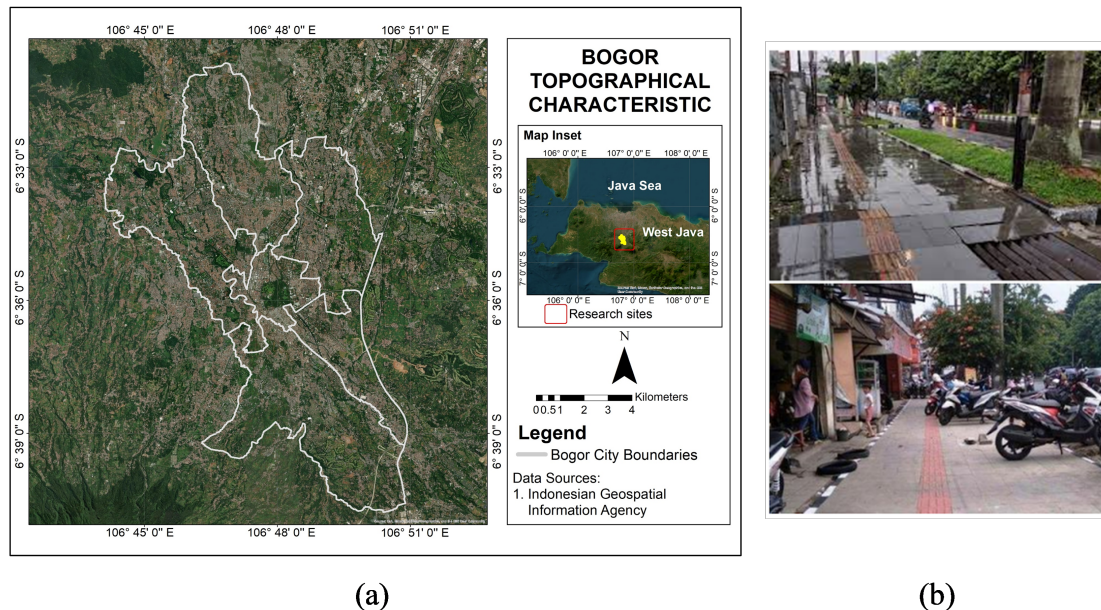 106° 45' 0" E
106° 48' 0" E
106° 51' 0" E
6° 33' 0" S
6° 36' 0" S
6° 39' 0" S
6° 33' 0" S
6° 36' 0" S
6° 39' 0" S
106° 45' 0" E
106° 48' 0" E
106° 51' 0" E
BOGOR
TOPOGRAPHICAL
CHARACTERISTIC
Map Inset
106° 0' 0" E
107° 0' 0" E
108° 0' 0" E
6° 0' 0" S
7° 0' 0" S
Java Sea
West Java
6° 0' 0" S
7° 0' 0" S
106° 0' 0" E
107° 0' 0" E
108° 0' 0" E
Research sites
N
Kilometers
0 0.5 1 2 3 4
Legend
Bogor City Boundaries
Data Sources:
1. Indonesian Geospatial
Information Agency
(a)
(b)